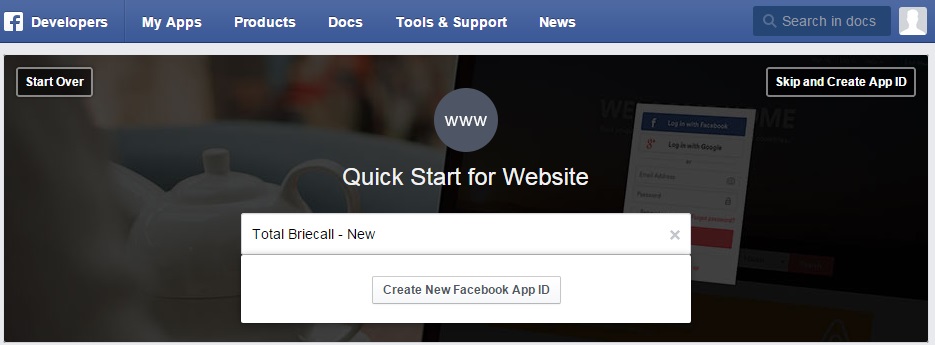 f Developers My Apps Products Docs Tools & Support News Search in docs
Start Over Skip and Create App ID
www
Quick Start for Website
Total Briecall - New ×
Create New Facebook App ID
f Log in with Facebook
Log in with Google
or
Email Address
Password